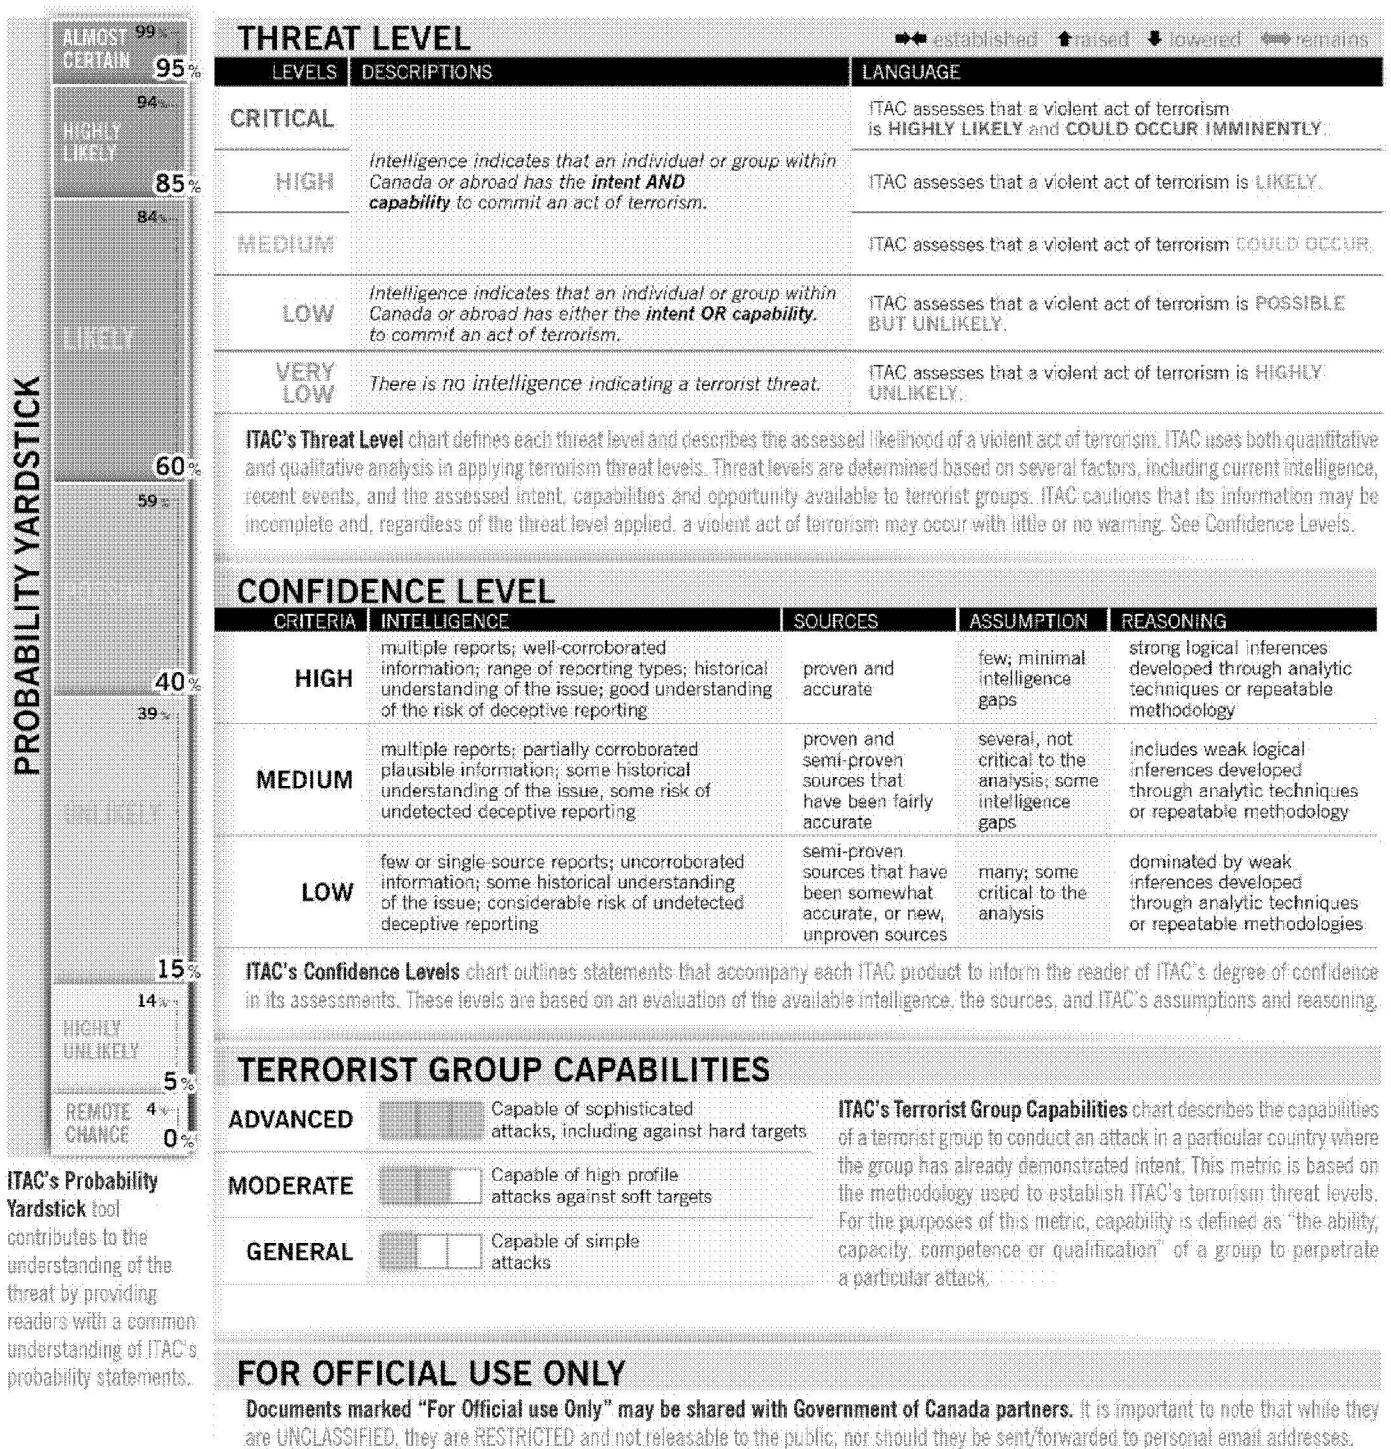 PROBABILITY YARDSTICK
ALMOST
CERTAIN
99%
95%
94%
HIGHLY
LIKELY
85%
84%
LIKELY
60%
59%
POSSIBLE
40%
39%
UNLIKELY
15%
14%
HIGHLY
UNLIKELY
5%
REMOTE
CHANCE
4%
0%
ITAC's Probability
Yardstick tool
contributes to the
understanding of the
threat by providing
readers with a common
understanding of ITAC's
probability statements.
THREAT LEVEL
established raised lowered remains
LEVELS DESCRIPTIONS LANGUAGE
CRITICAL
ITAC assesses that a violent act of terrorism
is HIGHLY LIKELY and COULD OCCUR IMMINENTLY.
HIGH
Intelligence indicates that an individual or group within
Canada or abroad has the intent AND
capability to commit an act of terrorism.
ITAC assesses that a violent act of terrorism is LIKELY.
MEDIUM
ITAC assesses that a violent act of terrorism COULD OCCUR.
LOW
Intelligence indicates that an individual or group within
Canada or abroad has either the intent OR capability.
to commit an act of terrorism.
ITAC assesses that a violent act of terrorism is POSSIBLE
BUT UNLIKELY.
VERY
LOW
There is no intelligence indicating a terrorist threat.
ITAC assesses that a violent act of terrorism is HIGHLY
UNLIKELY.
ITAC's Threat Level chart defines each threat level and describes the assessed likelihood of a violent act of terrorism. ITAC uses both quantitative
and qualitative analysis in applying terrorism threat levels. Threat levels are determined based on several factors, including current intelligence,
recent events, and the assessed intent, capabilities and opportunity available to terrorist groups. ITAC cautions that its information may be
incomplete and, regardless of the threat level applied, a violent act of terrorism may occur with little or no warning. See Confidence Levels.
CONFIDENCE LEVEL
CRITERIA INTELLIGENCE SOURCES ASSUMPTION REASONING
HIGH
multiple reports; well-corroborated
information; range of reporting types; historical
understanding of the issue; good understanding
of the risk of deceptive reporting
proven and
accurate
few; minimal
intelligence
gaps
strong logical inferences
developed through analytic
techniques or repeatable
methodology
MEDIUM
multiple reports; partially corroborated
plausible information; some historical
understanding of the issue, some risk of
undetected deceptive reporting
proven and
semi-proven
sources that
have been fairly
accurate
several, not
critical to the
analysis; some
intelligence
gaps
includes weak logical
inferences developed
through analytic techniques
or repeatable methodology
LOW
few or single-source reports; uncorroborated
information; some historical understanding
of the issue; considerable risk of undetected
deceptive reporting
semi-proven
sources that have
been somewhat
accurate, or new,
unproven sources
many; some
critical to the
analysis
dominated by weak
inferences developed
through analytic techniques
or repeatable methodologies
ITAC's Confidence Levels chart outlines statements that accompany each ITAC product to inform the reader of ITAC's degree of confidence
in its assessments. These levels are based on an evaluation of the available intelligence, the sources, and ITAC's assumptions and reasoning.
TERRORIST GROUP CAPABILITIES
ADVANCED
Capable of sophisticated
attacks, including against hard targets
MODERATE
Capable of high profile
attacks against soft targets
GENERAL
Capable of simple
attacks
ITAC's Terrorist Group Capabilities chart describes the capabilities
of a terrorist group to conduct an attack in a particular country where
the group has already demonstrated intent. This metric is based on
the methodology used to establish ITAC's terrorism threat levels.
For the purposes of this metric, capability is defined as "the ability,
capacity, competence or qualification" of a group to perpetrate
a particular attack.
FOR OFFICIAL USE ONLY
Documents marked "For Official use Only" may be shared with Government of Canada partners. It is important to note that while they
are UNCLASSIFIED, they are RESTRICTED and not releasable to the public, nor should they be sent/forwarded to personal email addresses.